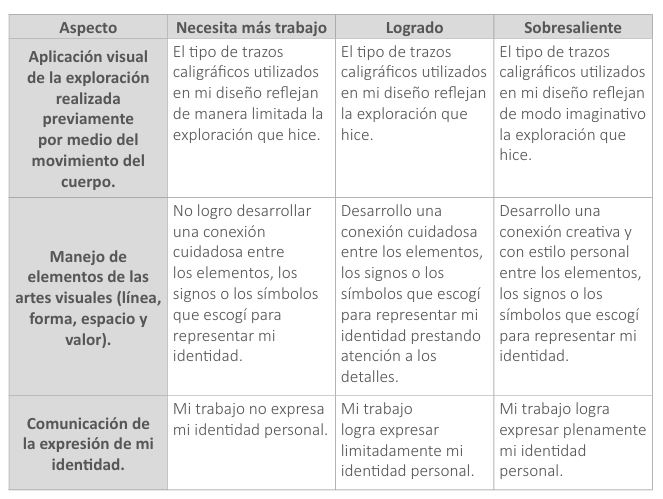 Aspecto
Necesita más trabajo
Logrado
Sobresaliente
Aplicación visual
de la exploración
realizada
previamente
por medio del
movimiento del
cuerpo.
El tipo de trazos
caligráficos utilizados
en mi diseño reflejan
de manera limitada la
exploración que hice.
El tipo de trazos
caligráficos utilizados
en mi diseño reflejan
la exploración que
hice.
El tipo de trazos
caligráficos utilizados
en mi diseño reflejan
de modo imaginativo
la exploración que
hice.
Manejo de
elementos de las
artes visuales (línea,
forma, espacio y
valor).
No logro desarrollar
una conexión
cuidadosa entre
los elementos, los
signos o los símbolos
que escogí para
representar mi
identidad.
Desarrollo una
conexión cuidadosa
entre los elementos,
los signos o los
símbolos que escogí
para representar mi
identidad prestando
atención a los
detalles.
Desarrollo una
conexión creativa y
con estilo personal
entre los elementos,
los signos o los
símbolos que escogí
para representar mi
identidad.
Comunicación de
la expresión de mi
identidad.
Mi trabajo no expresa
mi identidad personal.
Mi trabajo
logra expresar
limitadamente mi
identidad personal.
Mi trabajo logra
expresar plenamente
mi identidad
personal.